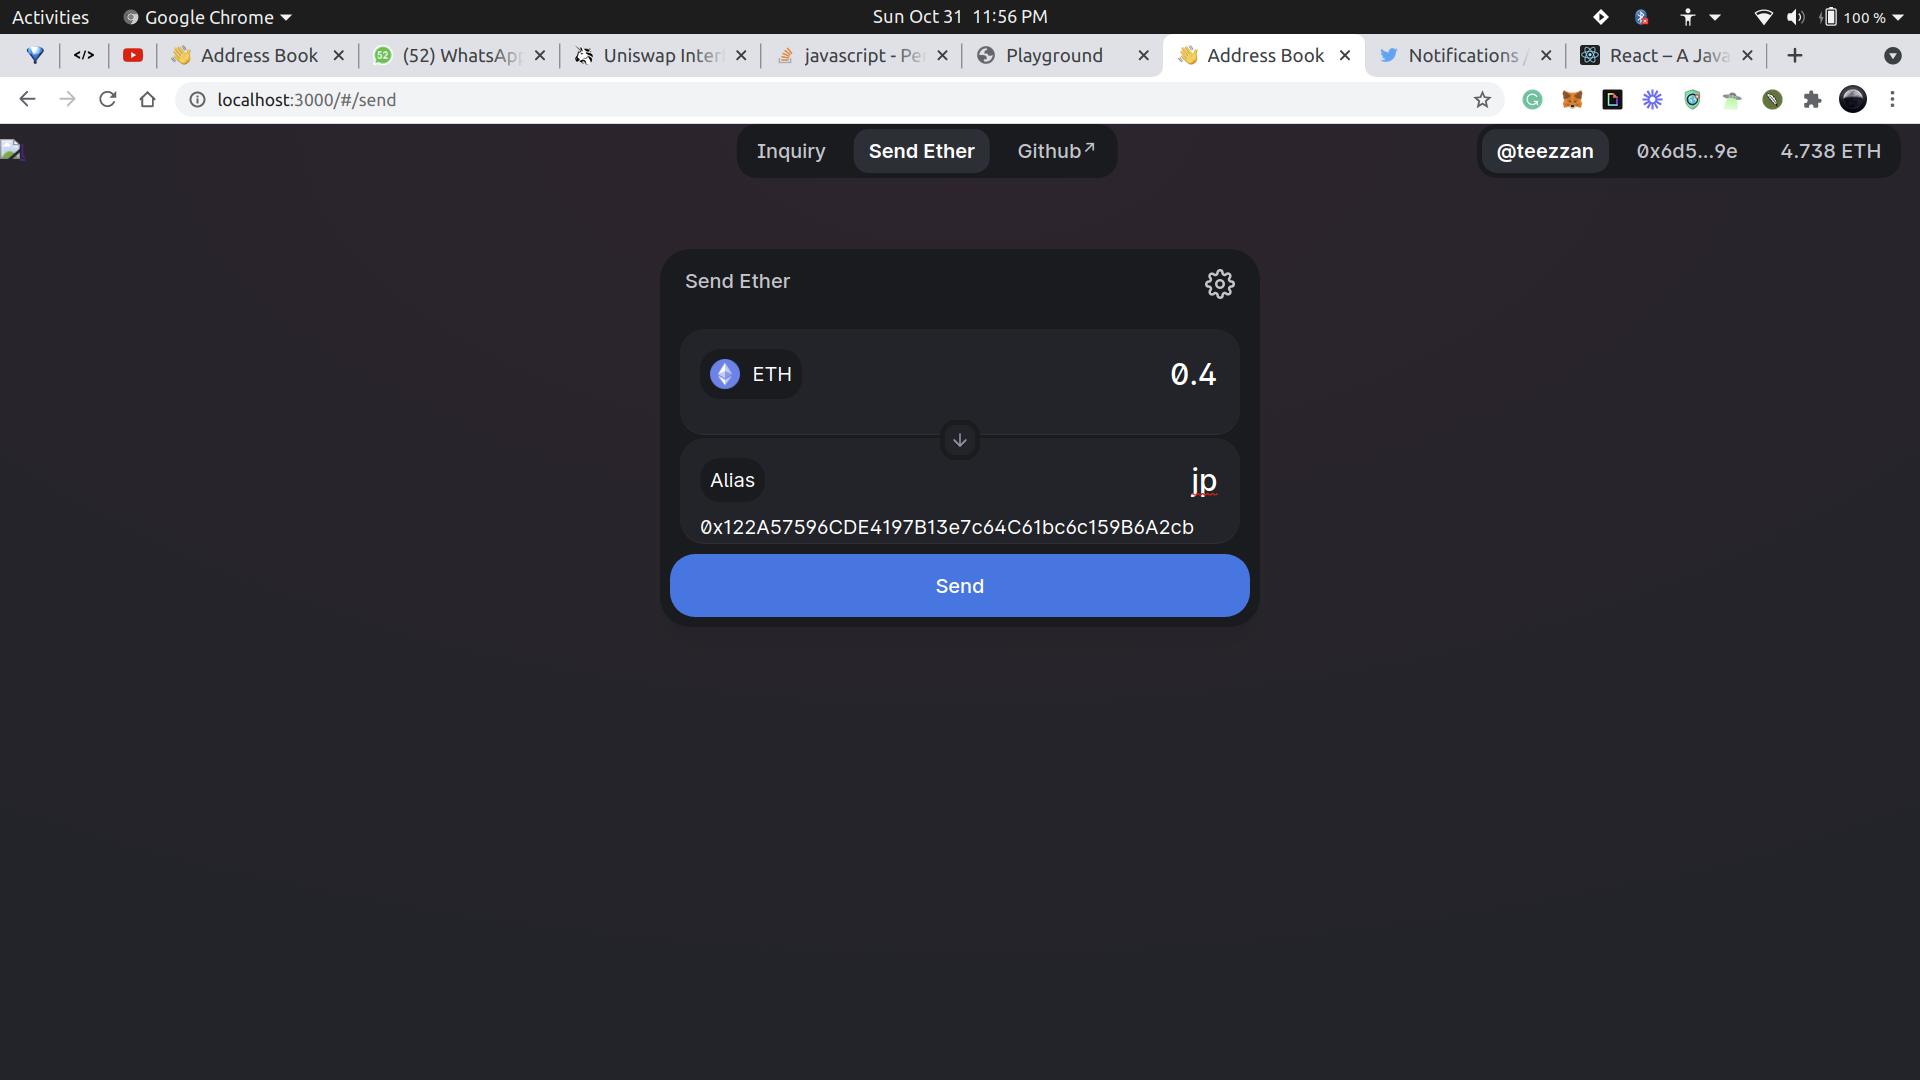 Activities Google Chrome Sun Oct 31 11:56 PM 100 %
</> Address Book (52) WhatsApp Uniswap Inter javascript - Pe Playground Address Book Notifications / React – A Java
localhost:3000/#/send
Inquiry Send Ether Github↗ @teezzan 0x6d5...9e 4.738 ETH
Send Ether
ETH 0.4
Alias jp
0x122A57596CDE4197B13e7c64C61bc6c159B6A2cb
Send